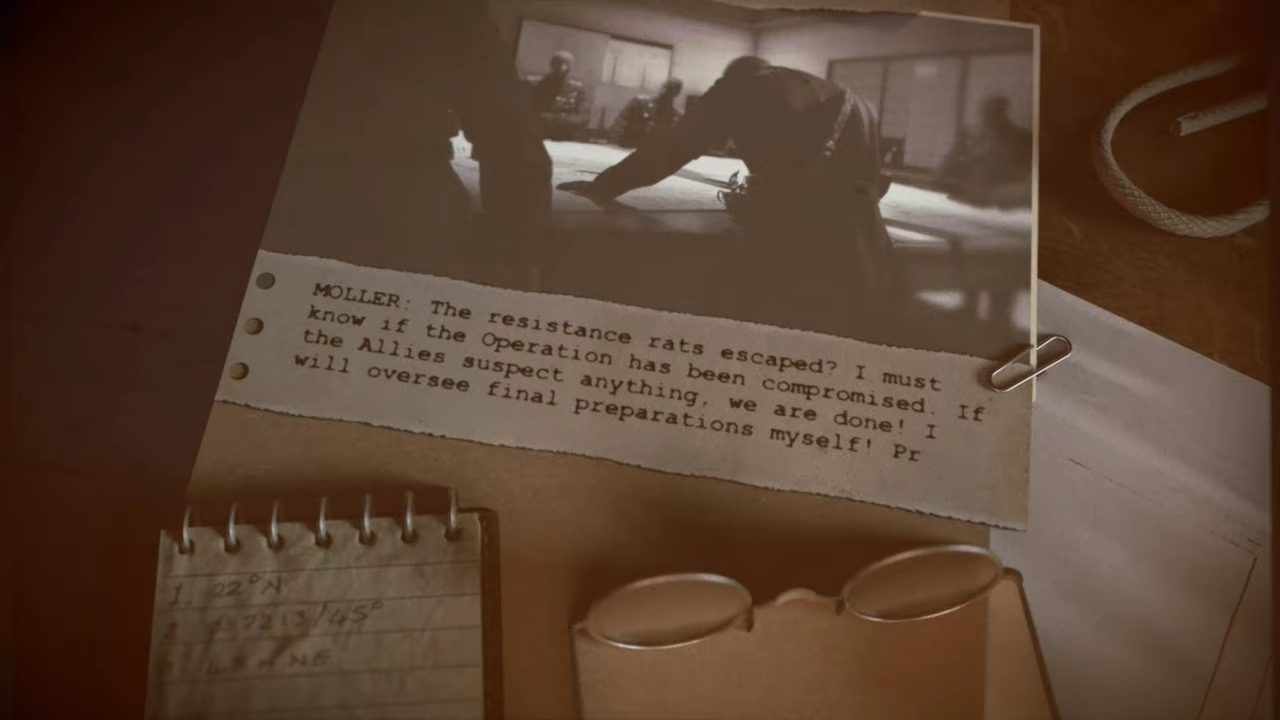 MOLLER: The resistance rats escaped? I must
know if the Operation has been compromised. If
the Allies suspect anything, we are done! I
will oversee final preparations myself! Pr
1. 22°N
NE